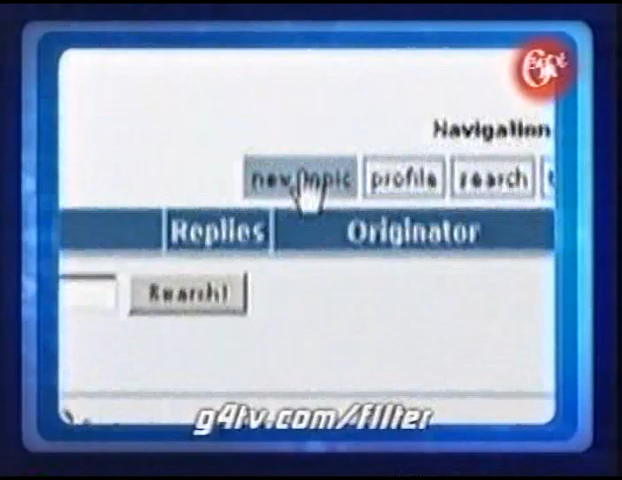 Navigation
new topic profile search
Replies Originator
Search!
g4tv.com/filter